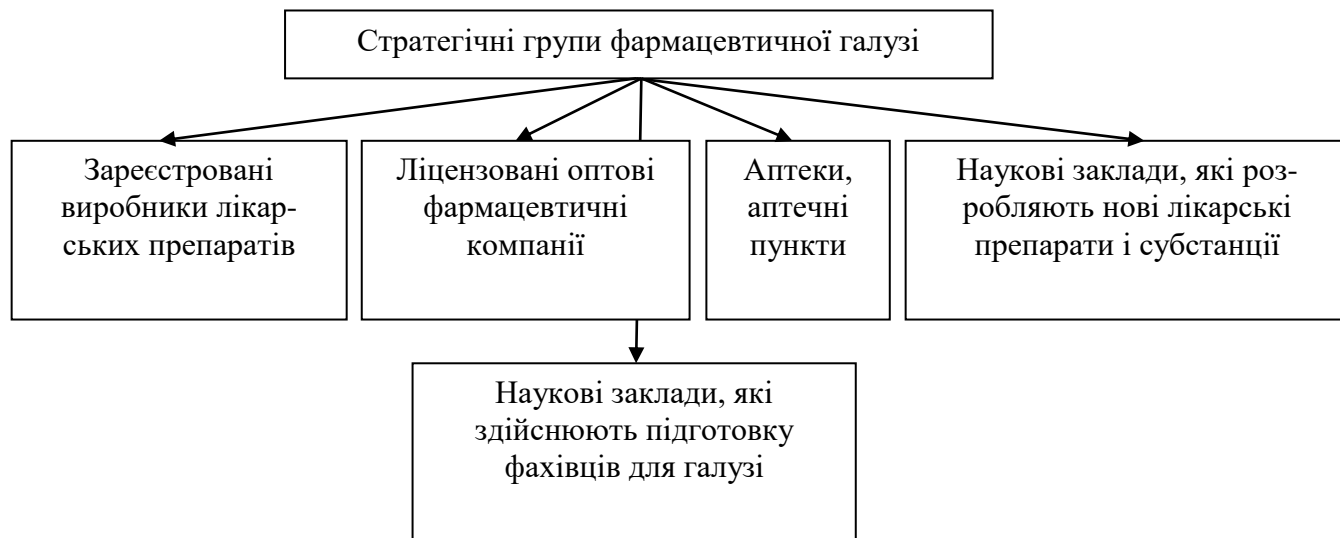 Стратегічні групи фармацевтичної галузі
Зареєстровані
виробники лікар-
ських препаратів
Ліцензовані оптові
фармацевтичні
компанії
Аптеки,
аптечні
пункти
Наукові заклади, які роз-
робляють нові лікарські
препарати і субстанції
Наукові заклади, які
здійснюють підготовку
фахівців для галузі